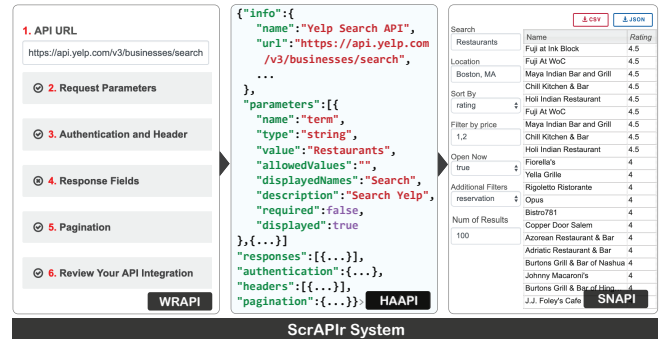 1. API URL
https://api.yelp.com/v3/businesses/search
2. Request Parameters
3. Authentication and Header
4. Response Fields
5. Pagination
6. Review Your API Integration
WRAPI
{"info":{
"name":"Yelp Search API",
"url":"https://api.yelp.com
/v3/businesses/search",
...
},
"parameters":[{
"name":"term",
"type":"string",
"value":"Restaurants",
"allowedValues":"",
"displayedNames":"Search",
"description":"Search Yelp",
"required":false,
"displayed":true
},{...}]
"responses":[{...}],
"authentication":{...},
"headers":[{...}],
"pagination":{...}}>
HAAPI
CSV JSON
Search
Restaurants
Location
Boston, MA
Sort By
rating
Filter by price
1,2
Open Now
true
Additional Filters
reservation
Num of Results
100
Name Rating
Fuji at Ink Block 4.5
Fuji At WoC 4.5
Maya Indian Bar and Grill 4.5
Chill Kitchen & Bar 4.5
Holi Indian Restaurant 4.5
Fuji At WoC 4.5
Maya Indian Bar and Grill 4.5
Chill Kitchen & Bar 4.5
Holi Indian Restaurant 4.5
Fiorella's 4
Yella Grille 4
Rigoletto Ristorante 4
Opus 4
Bistro781 4
Copper Door Salem 4
Azorean Restaurant & Bar 4
Adriatic Restaurant & Bar 4
Burtons Grill & Bar of Nashua 4
Johnny Macaroni's 4
Burtons Grill & Bar of 4
J.J. Foley's Cafe
SNAPI
ScrAPIr System